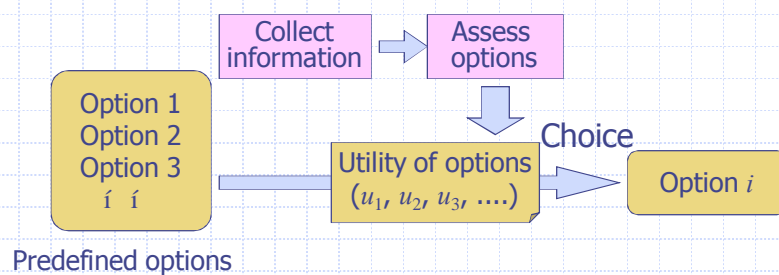 Collect
information
Assess
options
Option 1
Option 2
Option 3
í í
Predefined options
Utility of options
(u₁, u₂, u₃, ....)
Choice
Option i